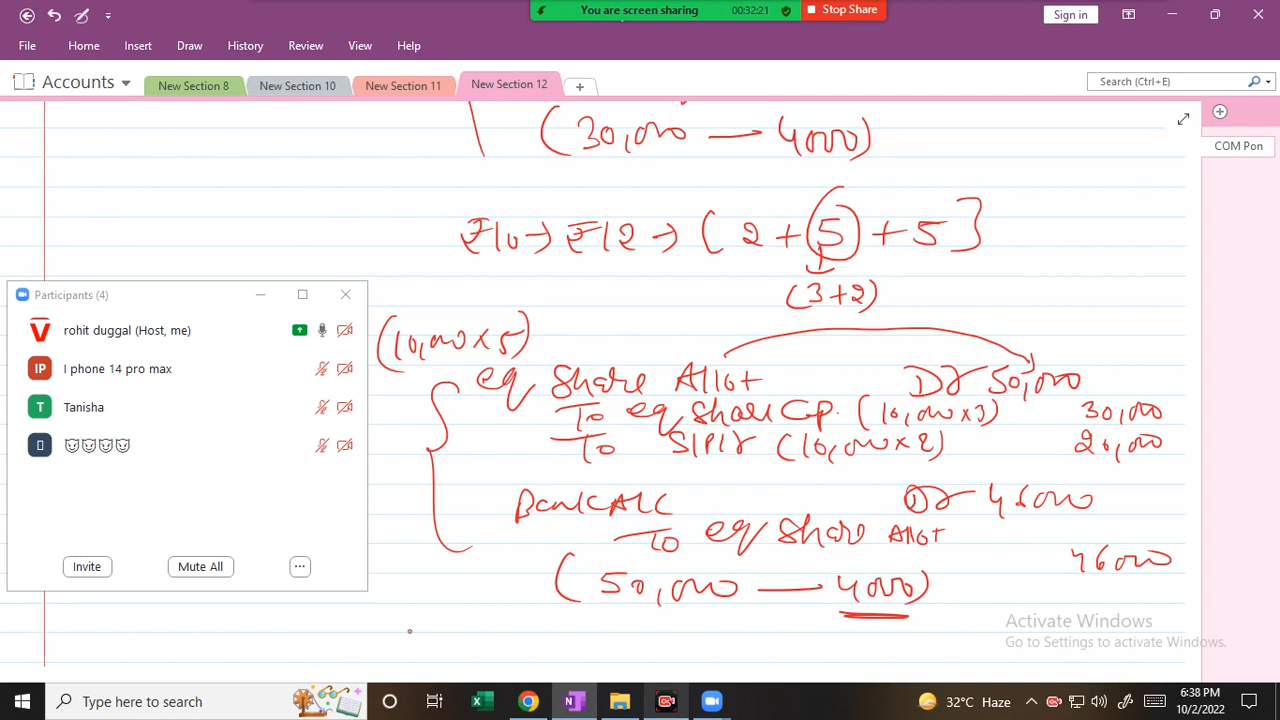 You are screen sharing
00:32:21
Stop Share
Sign in
File Home Insert Draw History Review View Help
Accounts
New Section 8
New Section 10
New Section 11
New Section 12
+
Search (Ctrl+E)
COM Pon
(30,000 — 4000)
₹10 → ₹12 → [2 + (5) + 5]
(3+2)
(10,000 x 5)
eq Share Allot Dr 50,000
To eq Share Cp. (10,000 x 3) 30,000
To SPR (10,000 x 2) 20,000
Bank A/C Dr 46000
To eq Share Allot
46000
(50,000 — 4000)
Participants (4)
rohit duggal (Host, me)
IP I phone 14 pro max
T Tanisha
Invite
Mute All
...
Activate Windows
Go to Settings to activate Windows.
Type here to search
32°C Haze
6:38 PM
10/2/2022